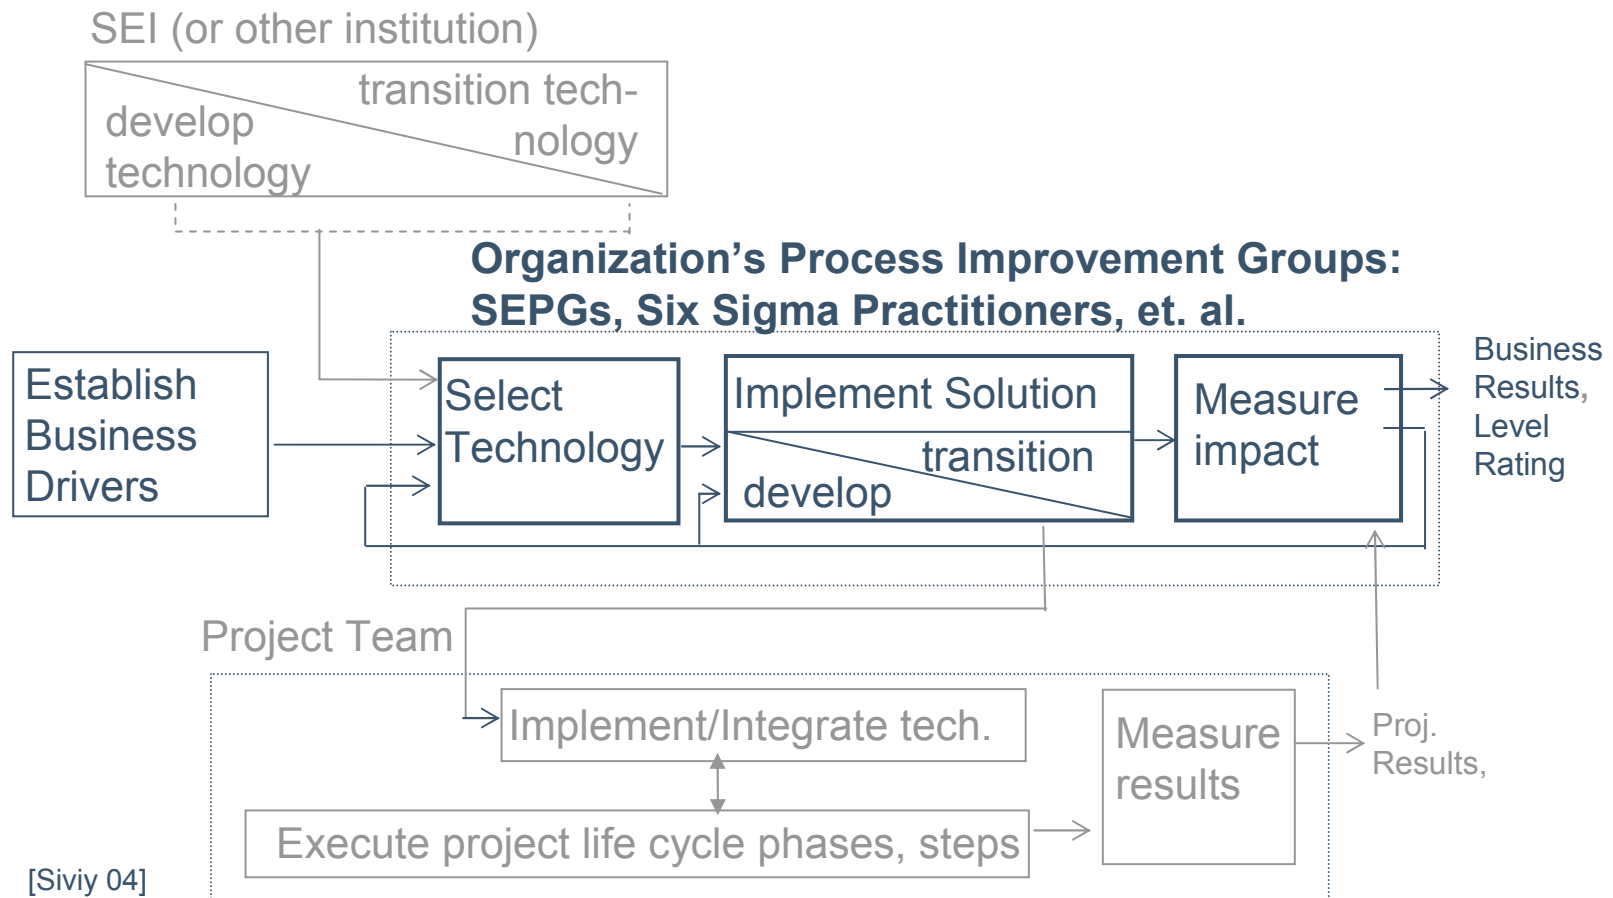 SEI (or other institution)
transition tech-
nology
develop
technology
Organization’s Process Improvement Groups:
SEPGs, Six Sigma Practitioners, et. al.
Establish
Business
Drivers
Select
Technology
Implement Solution
transition
develop
Measure
impact
Business
Results,
Level
Rating
Project Team
Implement/Integrate tech.
Measure
results
Proj.
Results,
Execute project life cycle phases, steps
[Siviy 04]